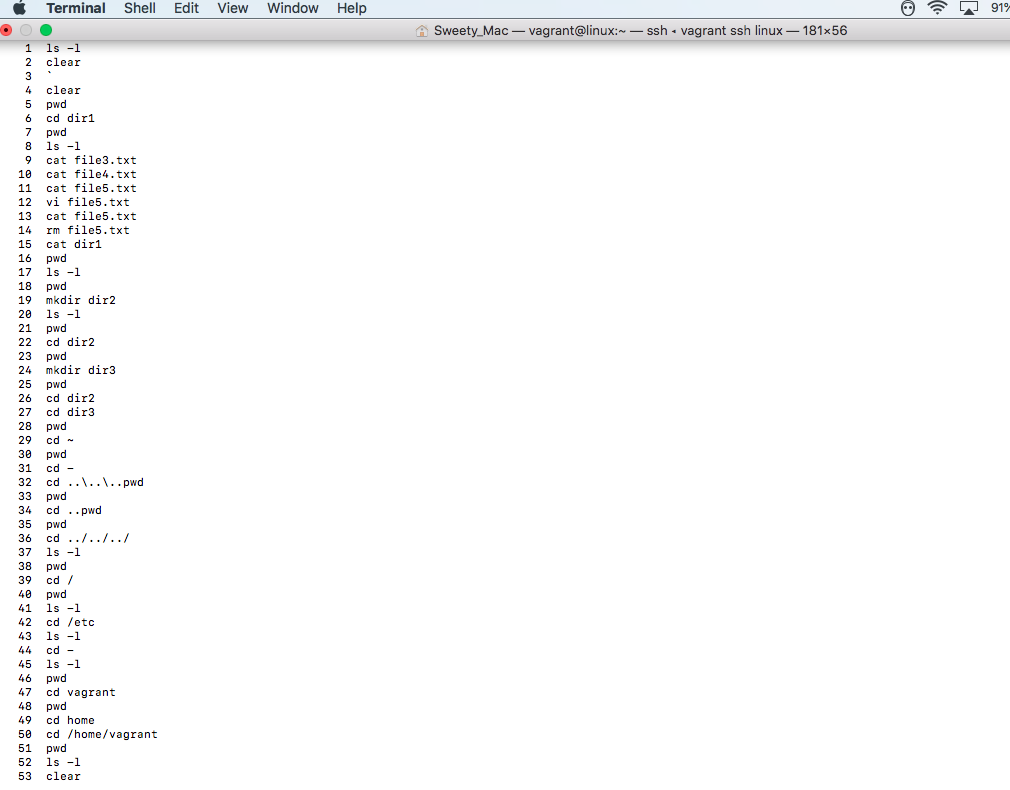 Terminal Shell Edit View Window Help 91%
Sweety_Mac — vagrant@linux:~ — ssh ◂ vagrant ssh linux — 181×56
1 ls -l
2 clear
3 `
4 clear
5 pwd
6 cd dir1
7 pwd
8 ls -l
9 cat file3.txt
10 cat file4.txt
11 cat file5.txt
12 vi file5.txt
13 cat file5.txt
14 rm file5.txt
15 cat dir1
16 pwd
17 ls -l
18 pwd
19 mkdir dir2
20 ls -l
21 pwd
22 cd dir2
23 pwd
24 mkdir dir3
25 pwd
26 cd dir2
27 cd dir3
28 pwd
29 cd ~
30 pwd
31 cd -
32 cd ..\..\..pwd
33 pwd
34 cd ..pwd
35 pwd
36 cd ../../../
37 ls -l
38 pwd
39 cd /
40 pwd
41 ls -l
42 cd /etc
43 ls -l
44 cd -
45 ls -l
46 pwd
47 cd vagrant
48 pwd
49 cd home
50 cd /home/vagrant
51 pwd
52 ls -l
53 clear